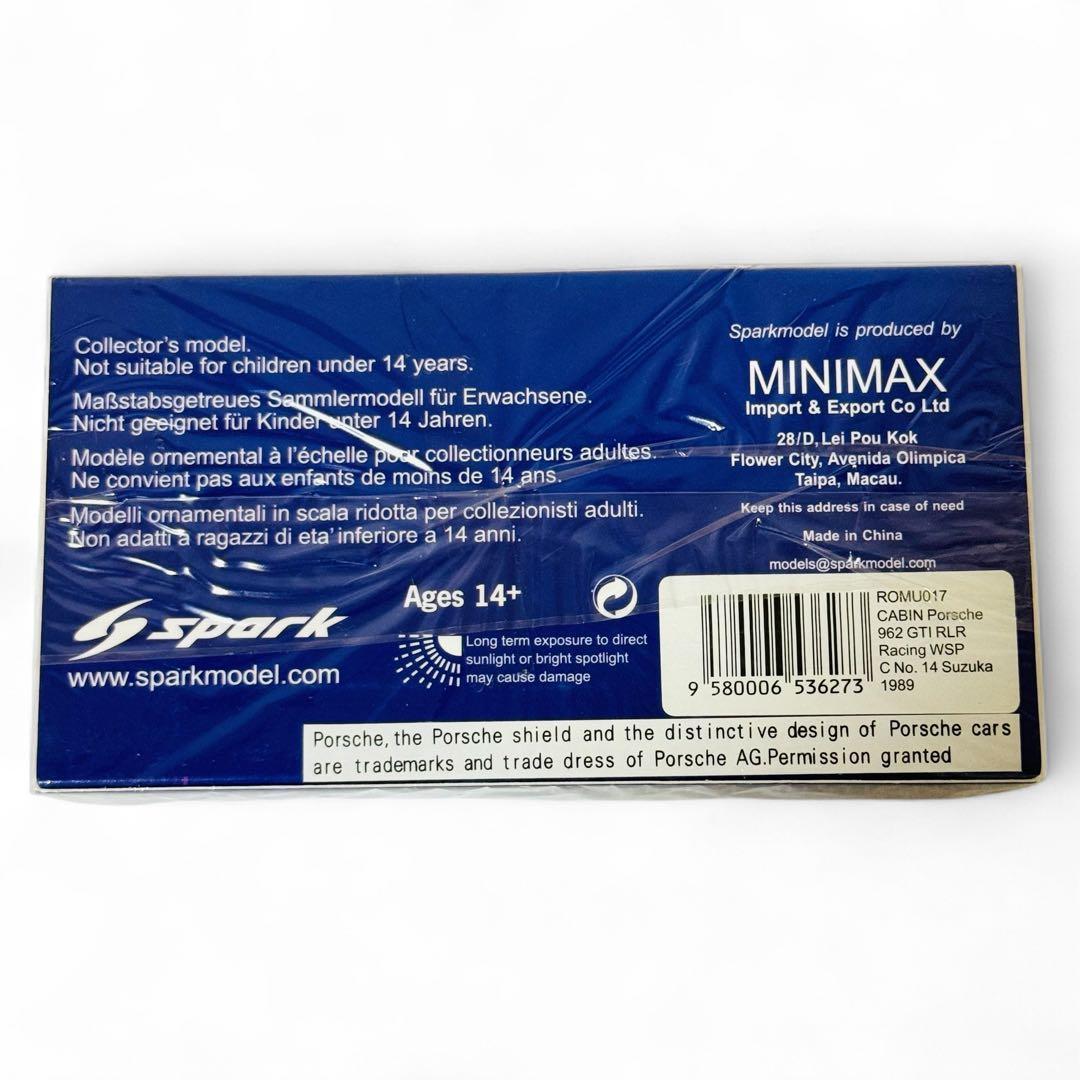 Collector's model.
Not suitable for children under 14 years.
Maßstabsgetreues Sammlermodell für Erwachsene.
Nicht geeignet für Kinder unter 14 Jahren.
Modèle ornemental à l'échelle pour collectionneurs adultes.
Ne convient pas aux enfants de moins de 14 ans.
Modelli ornamentali in scala ridotta per collezionisti adulti.
Non adatti a ragazzi di eta' inferiore a 14 anni.
Sparkmodel is produced by
MINIMAX
Import & Export Co Ltd
28/D, Lei Pou Kok
Flower City, Avenida Olimpica
Taipa, Macau.
Keep this address in case of need
Made in China
models@sparkmodel.com
spark
www.sparkmodel.com
Ages 14+
Long term exposure to direct
sunlight or bright spotlight
may cause damage
ROMU017
CABIN Porsche
962 GTI RLR
Racing WSP
C No. 14 Suzuka
1989
9 580006 536273
Porsche, the Porsche shield and the distinctive design of Porsche cars
are trademarks and trade dress of Porsche AG.Permission granted